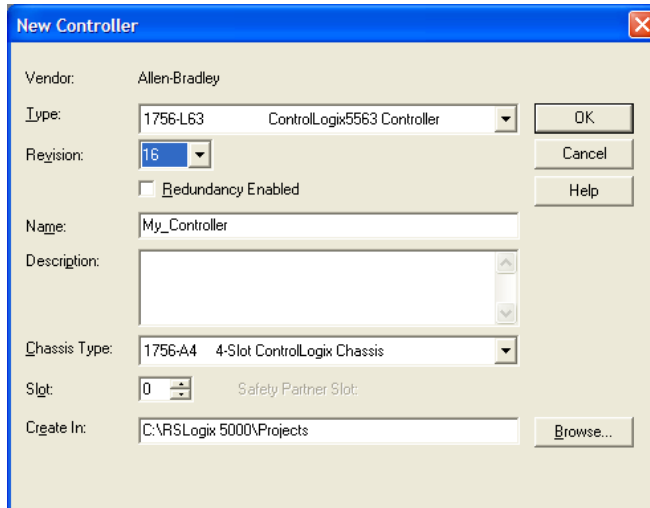 New Controller
Vendor: Allen-Bradley
Type: 1756-L63 ControlLogix5563 Controller OK
Revision: 16 Cancel
Redundancy Enabled Help
Name: My_Controller
Description:
Chassis Type: 1756-A4 4-Slot ControlLogix Chassis
Slot: 0 Safety Partner Slot:
Create In: C:\RSLogix 5000\Projects Browse...